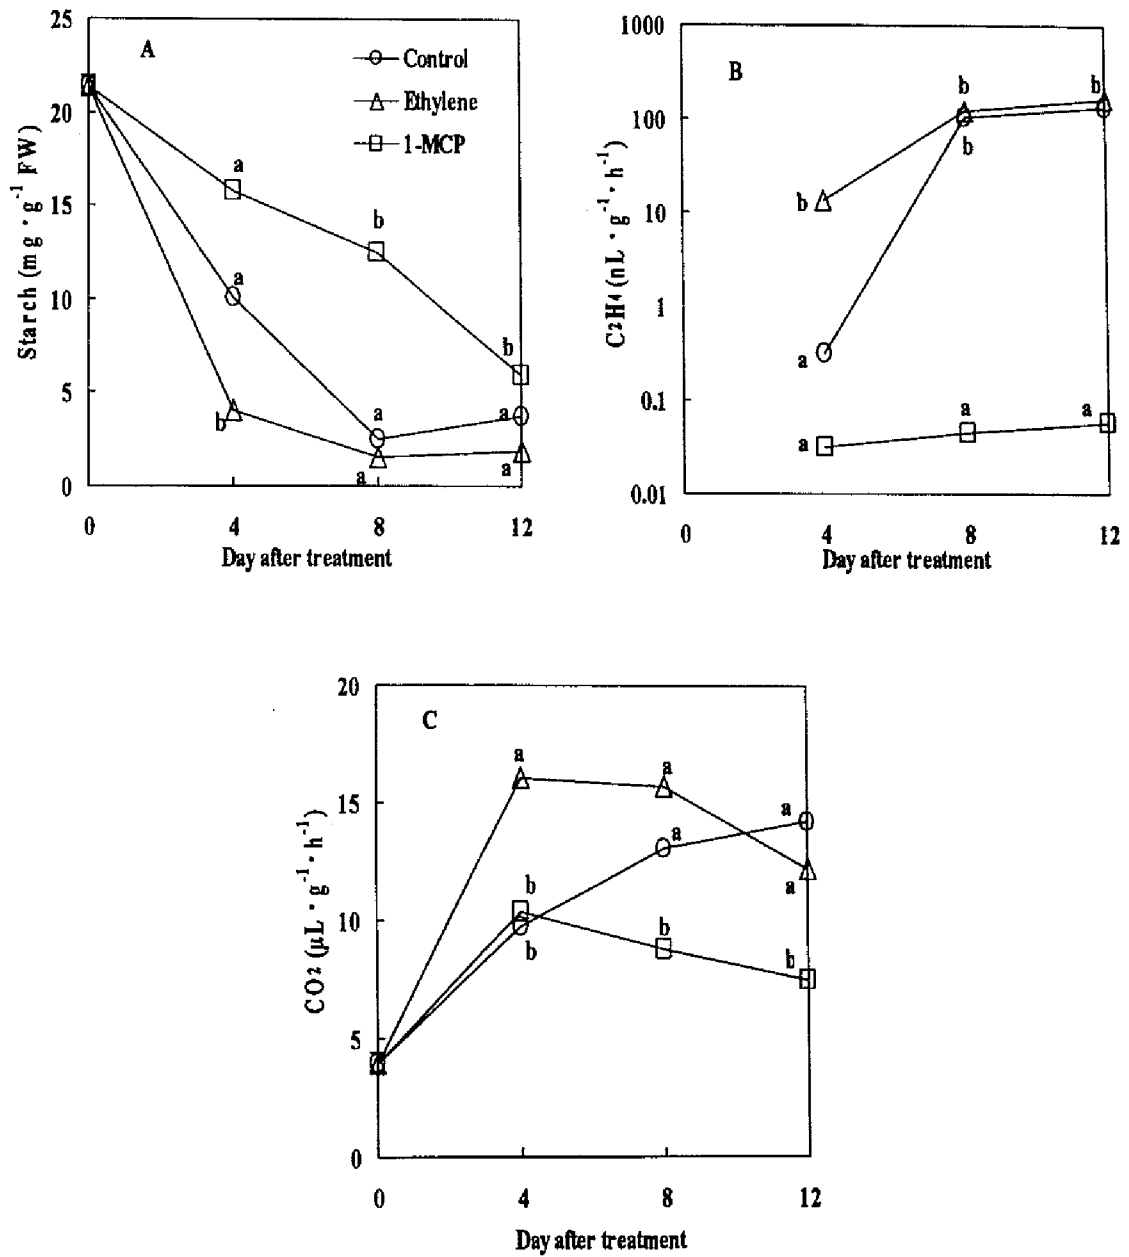 25
20
15
10
5
0
0
4
8
12
Starch (mg · g⁻¹ FW)
Day after treatment
A
Control
Ethylene
1-MCP
a
b
a
b
b
a
a
a
a
a
1000
100
10
1
0.1
0.01
0
4
8
12
C2H4 (nL · g⁻¹ · h⁻¹)
Day after treatment
B
b
b
b
b
a
a
a
a
20
15
10
5
0
0
4
8
12
CO2 (μL · g⁻¹ · h⁻¹)
Day after treatment
C
a
a
a
a
a
b
b
b
b